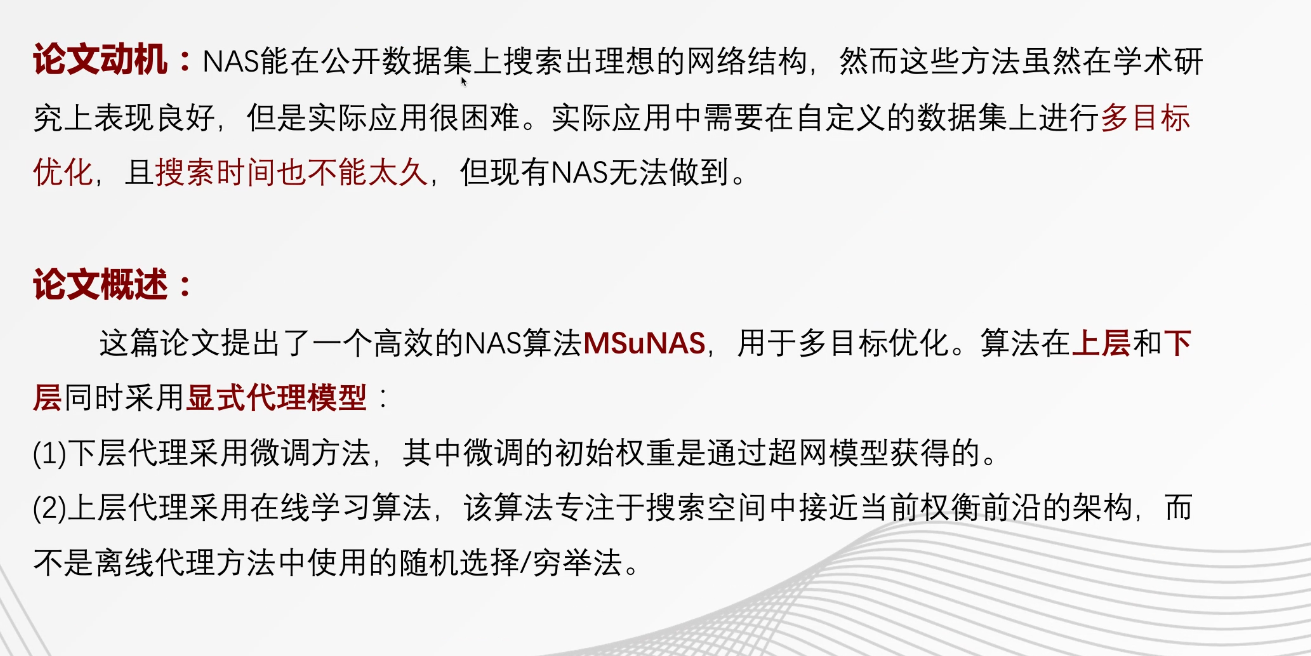 论文动机：NAS能在公开数据集上搜索出理想的网络结构，然而这些方法虽然在学术研
究上表现良好，但是实际应用很困难。实际应用中需要在自定义的数据集上进行多目标
优化，且搜索时间也不能太久，但现有NAS无法做到。
论文概述：
这篇论文提出了一个高效的NAS算法MSuNAS，用于多目标优化。算法在上层和下
层同时采用显式代理模型：
(1)下层代理采用微调方法，其中微调的初始权重是通过超网模型获得的。
(2)上层代理采用在线学习算法，该算法专注于搜索空间中接近当前权衡前沿的架构，而
不是离线代理方法中使用的随机选择/穷举法。